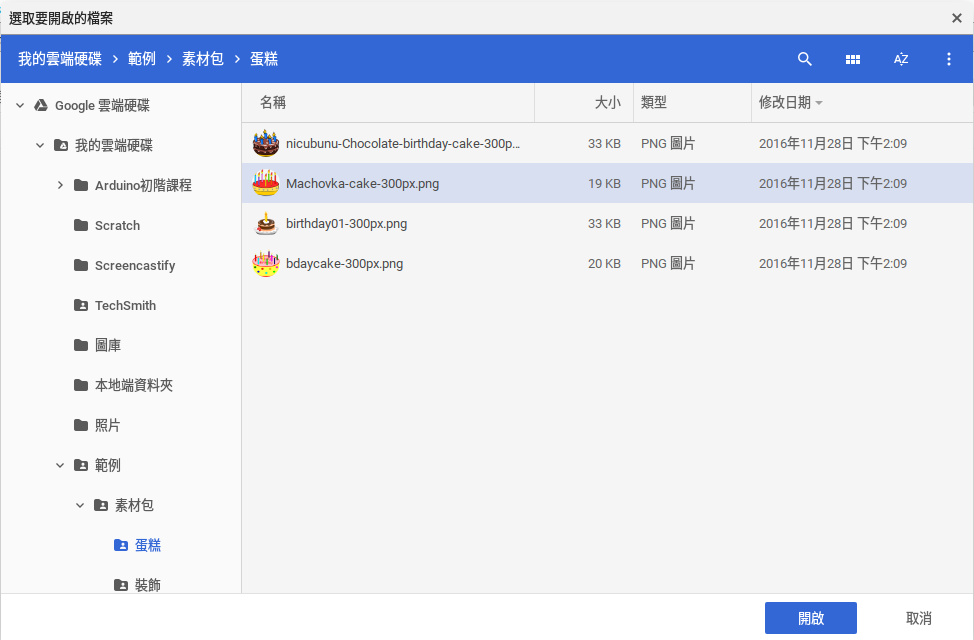 選取要開啟的檔案
我的雲端硬碟 範例 素材包 蛋糕
AZ
Google 雲端硬碟
我的雲端硬碟
Arduino初階課程
Scratch
Screencastify
TechSmith
圖庫
本地端資料夾
照片
範例
素材包
蛋糕
裝飾
名稱 大小 類型 修改日期
nicubunu-Chocolate-birthday-cake-300p... 33 KB PNG 圖片 2016年11月28日 下午2:09
Machovka-cake-300px.png 19 KB PNG 圖片 2016年11月28日 下午2:09
birthday01-300px.png 33 KB PNG 圖片 2016年11月28日 下午2:09
bdaycake-300px.png 20 KB PNG 圖片 2016年11月28日 下午2:09
開啟 取消